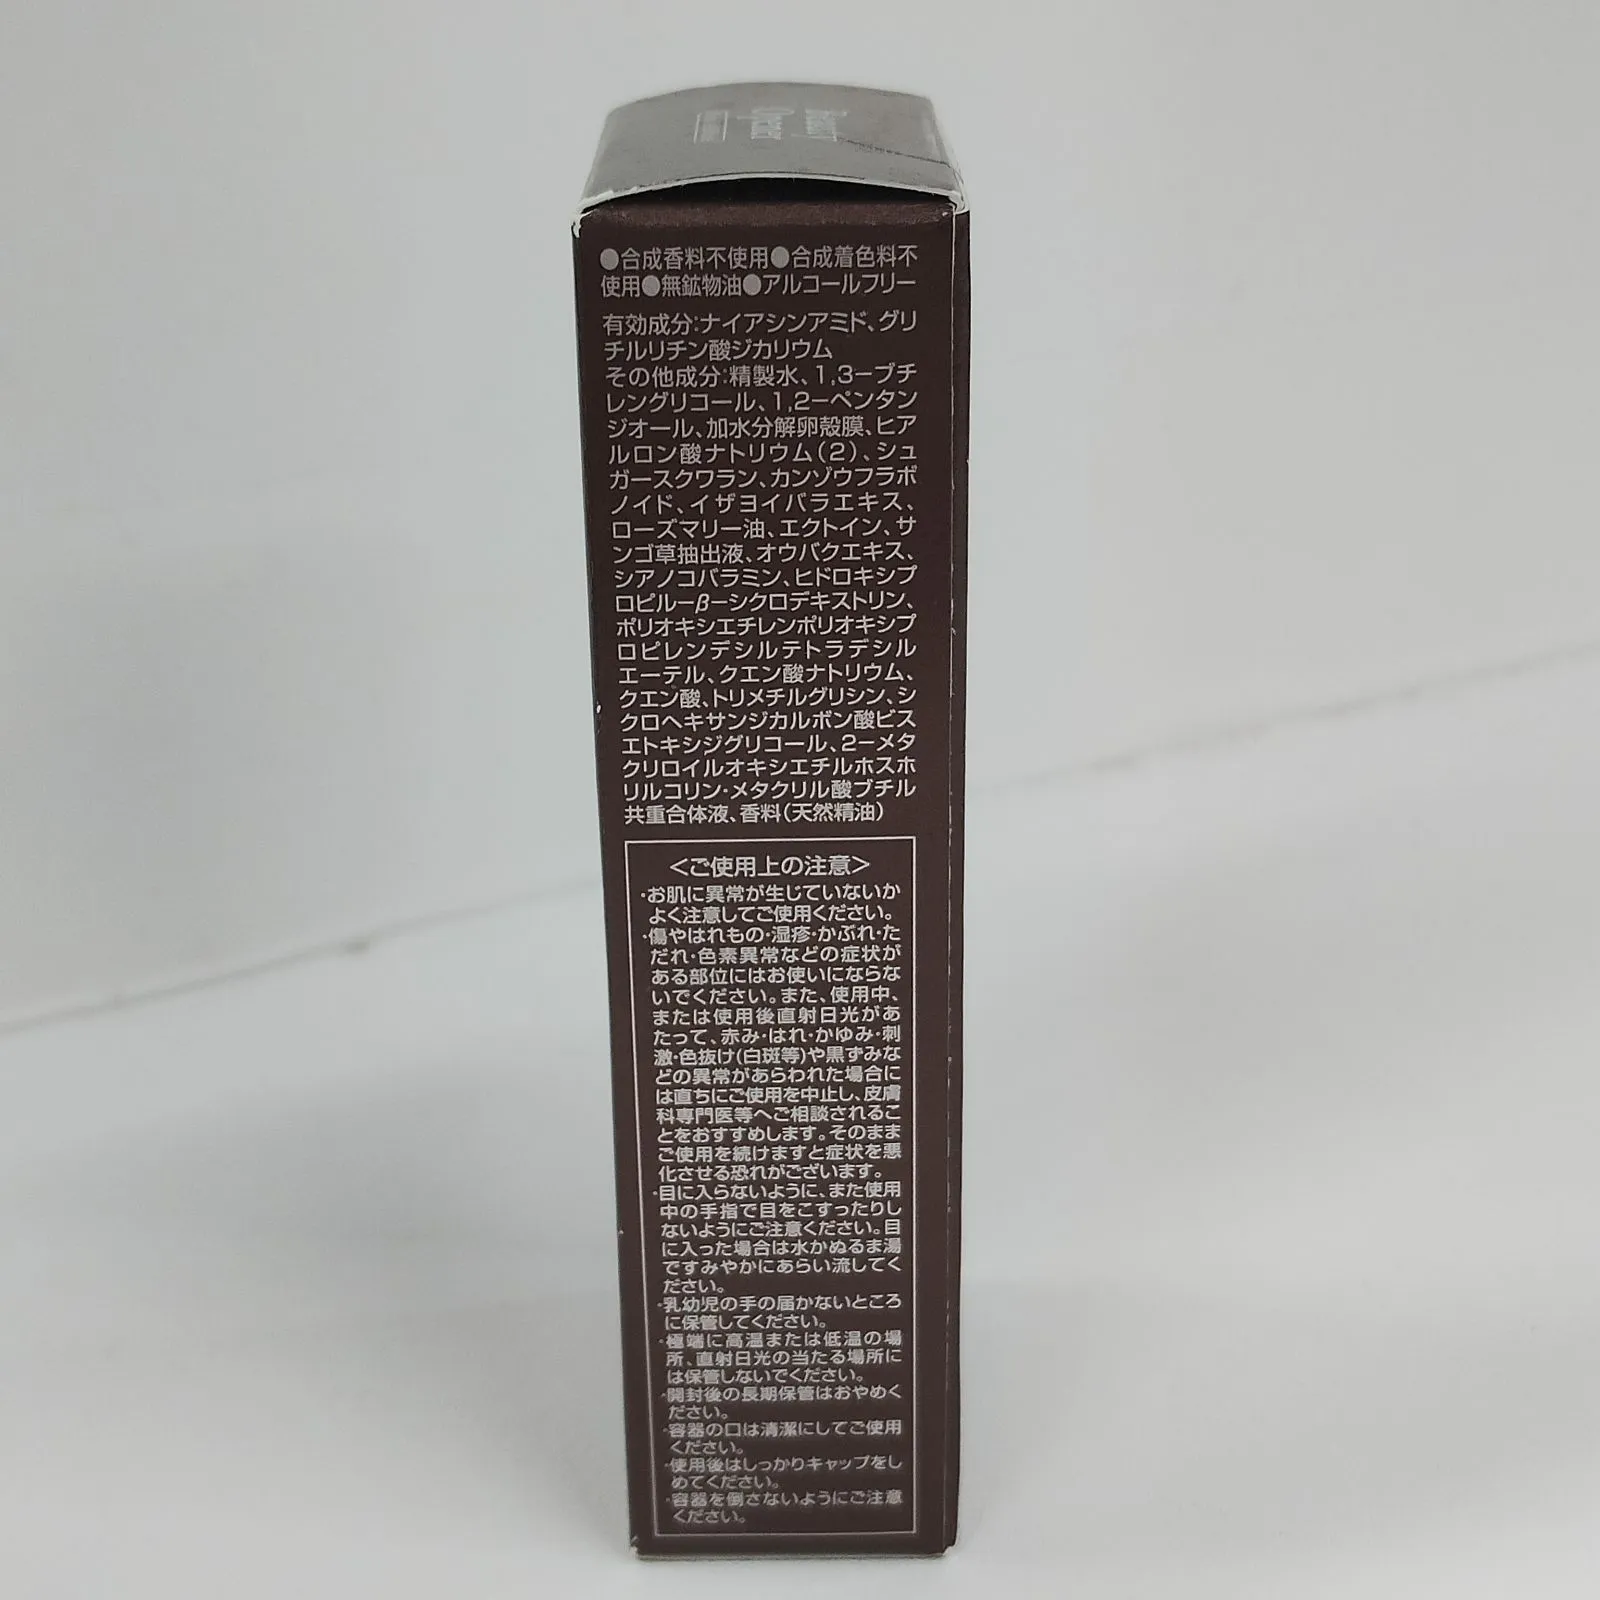 Opener
●合成香料不使用●合成着色料不
使用●無鉱物油●アルコールフリー
有効成分:ナイアシンアミド、グリ
チルリチン酸ジカリウム
その他成分:精製水、1,3ーブチ
レングリコール、1,2ーペンタン
ジオール、加水分解卵殻膜、ヒア
ルロン酸ナトリウム(2)、シュ
ガースクワラン、カンゾウフラボ
ノイド、イザヨイバラエキス、
ローズマリー油、エクトイン、サ
ンゴ草抽出液、オウバクエキス、
シアノコバラミン、ヒドロキシプ
ロピルーβーシクロデキストリン、
ポリオキシエチレンポリオキシプ
ロピレンデシルテトラデシル
エーテル、クエン酸ナトリウム、
クエン酸、トリメチルグリシン、シ
クロヘキサンジカルボン酸ビス
エトキシジグリコール、2ーメタ
クリロイルオキシエチルホスホ
リルコリン・メタクリル酸ブチル
共重合体液、香料(天然精油)
<ご使用上の注意>
・お肌に異常が生じていないか
よく注意してご使用ください。
・傷やはれもの・湿疹・かぶれ・た
だれ・色素異常などの症状が
ある部位にはお使いにならな
いでください。また、使用中、
または使用後直射日光があ
たって、赤み・はれ・かゆみ・刺
激・色抜け(白斑等)や黒ずみな
どの異常があらわれた場合に
は直ちにご使用を中止し、皮膚
科専門医等へご相談されるこ
とをおすすめします。そのまま
ご使用を続けますと症状を悪
化させる恐れがございます。
・目に入らないように、また使用
中の手指で目をこすったりし
ないようにご注意ください。目
に入った場合は水かぬるま湯
ですみやかにあらい流してく
ださい。
・乳幼児の手の届かないところ
に保管してください。
・極端に高温または低温の場
所、直射日光の当たる場所に
は保管しないでください。
・開封後の長期保管はおやめく
ださい。
・容器の口は清潔にしてご使用
ください。
・使用後はしっかりキャップをし
めてください。
・容器を倒さないようにご注意
ください。